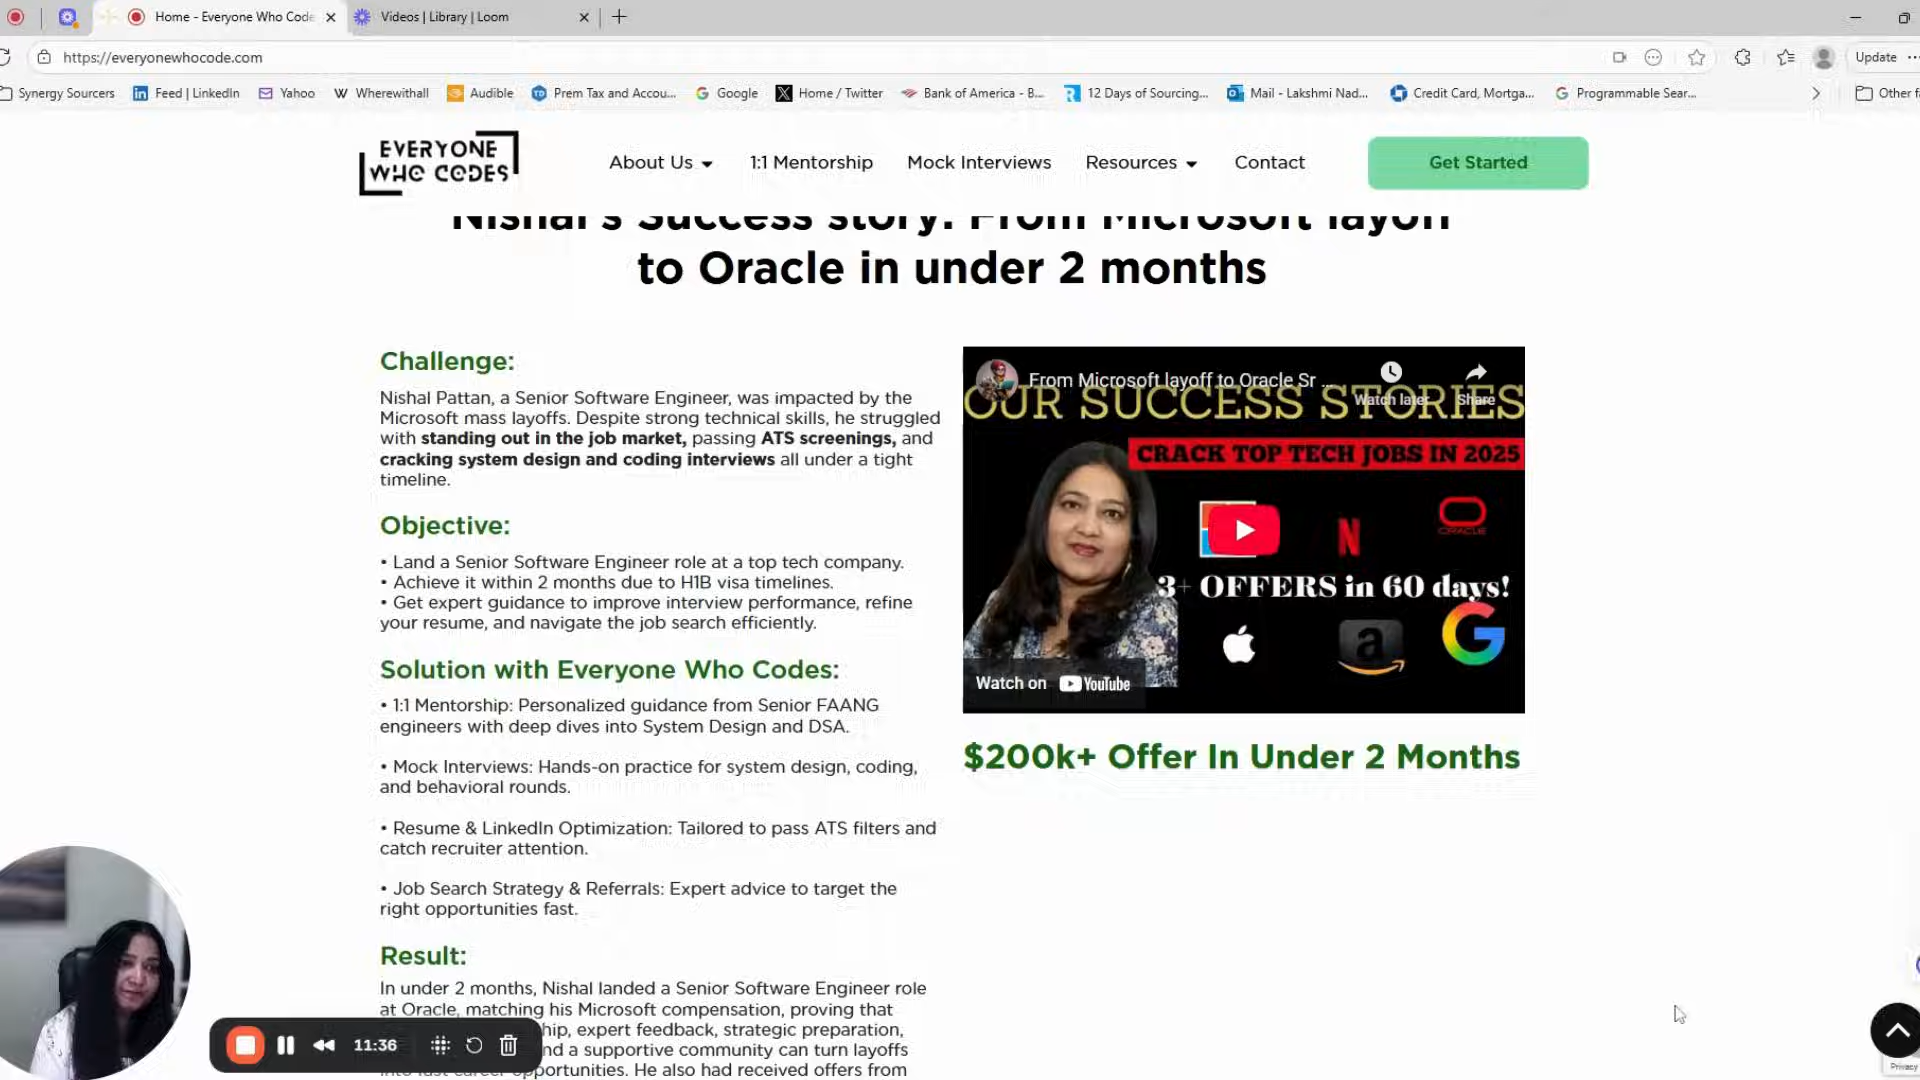 Home - Everyone Who Code
Videos | Library | Loom
https://everyonewhocode.com
Update
Synergy Sourcers
Feed | LinkedIn
Yahoo
Wherewithall
Audible
Prem Tax and Accou...
Google
Home / Twitter
Bank of America - B...
12 Days of Sourcing...
Mail - Lakshmi Nad...
Credit Card, Mortga...
Programmable Sear...
Other fa
EVERYONE
WHO CODES
About Us
1:1 Mentorship
Mock Interviews
Resources
Contact
Get Started
Nishal's Success story: From Microsoft layoff
to Oracle in under 2 months
Challenge:
Nishal Pattan, a Senior Software Engineer, was impacted by the
Microsoft mass layoffs. Despite strong technical skills, he struggled
with standing out in the job market, passing ATS screenings, and
cracking system design and coding interviews all under a tight
timeline.
Objective:
• Land a Senior Software Engineer role at a top tech company.
• Achieve it within 2 months due to H1B visa timelines.
• Get expert guidance to improve interview performance, refine
your resume, and navigate the job search efficiently.
Solution with Everyone Who Codes:
• 1:1 Mentorship: Personalized guidance from Senior FAANG
engineers with deep dives into System Design and DSA.
• Mock Interviews: Hands-on practice for system design, coding,
and behavioral rounds.
• Resume & LinkedIn Optimization: Tailored to pass ATS filters and
catch recruiter attention.
• Job Search Strategy & Referrals: Expert advice to target the
right opportunities fast.
Result:
In under 2 months, Nishal landed a Senior Software Engineer role
at Oracle, matching his Microsoft compensation, proving that
hip, expert feedback, strategic preparation,
nd a supportive community can turn layoffs
into fast career opportunities. He also had received offers from
From Microsoft layoff to Oracle Sr ...
Watch later
Share
OUR SUCCESS STORIES
CRACK TOP TECH JOBS IN 2025
ORACLE
3+ OFFERS in 60 days!
Watch on YouTube
$200k+ Offer In Under 2 Months
11:36
Privacy